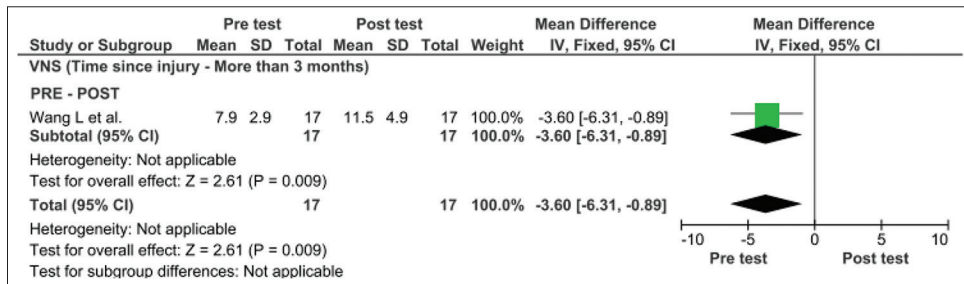 Pre test Post test Mean Difference Mean Difference
Study or Subgroup Mean SD Total Mean SD Total Weight IV, Fixed, 95% CI IV, Fixed, 95% CI
VNS (Time since injury - More than 3 months)
PRE - POST
Wang L et al. 7.9 2.9 17 11.5 4.9 17 100.0% -3.60 [-6.31, -0.89]
Subtotal (95% CI) 17 17 100.0% -3.60 [-6.31, -0.89]
Heterogeneity: Not applicable
Test for overall effect: Z = 2.61 (P = 0.009)
Total (95% CI) 17 17 100.0% -3.60 [-6.31, -0.89]
Heterogeneity: Not applicable
Test for overall effect: Z = 2.61 (P = 0.009)
Test for subgroup differences: Not applicable
-10 -5 0 5 10
Pre test Post test